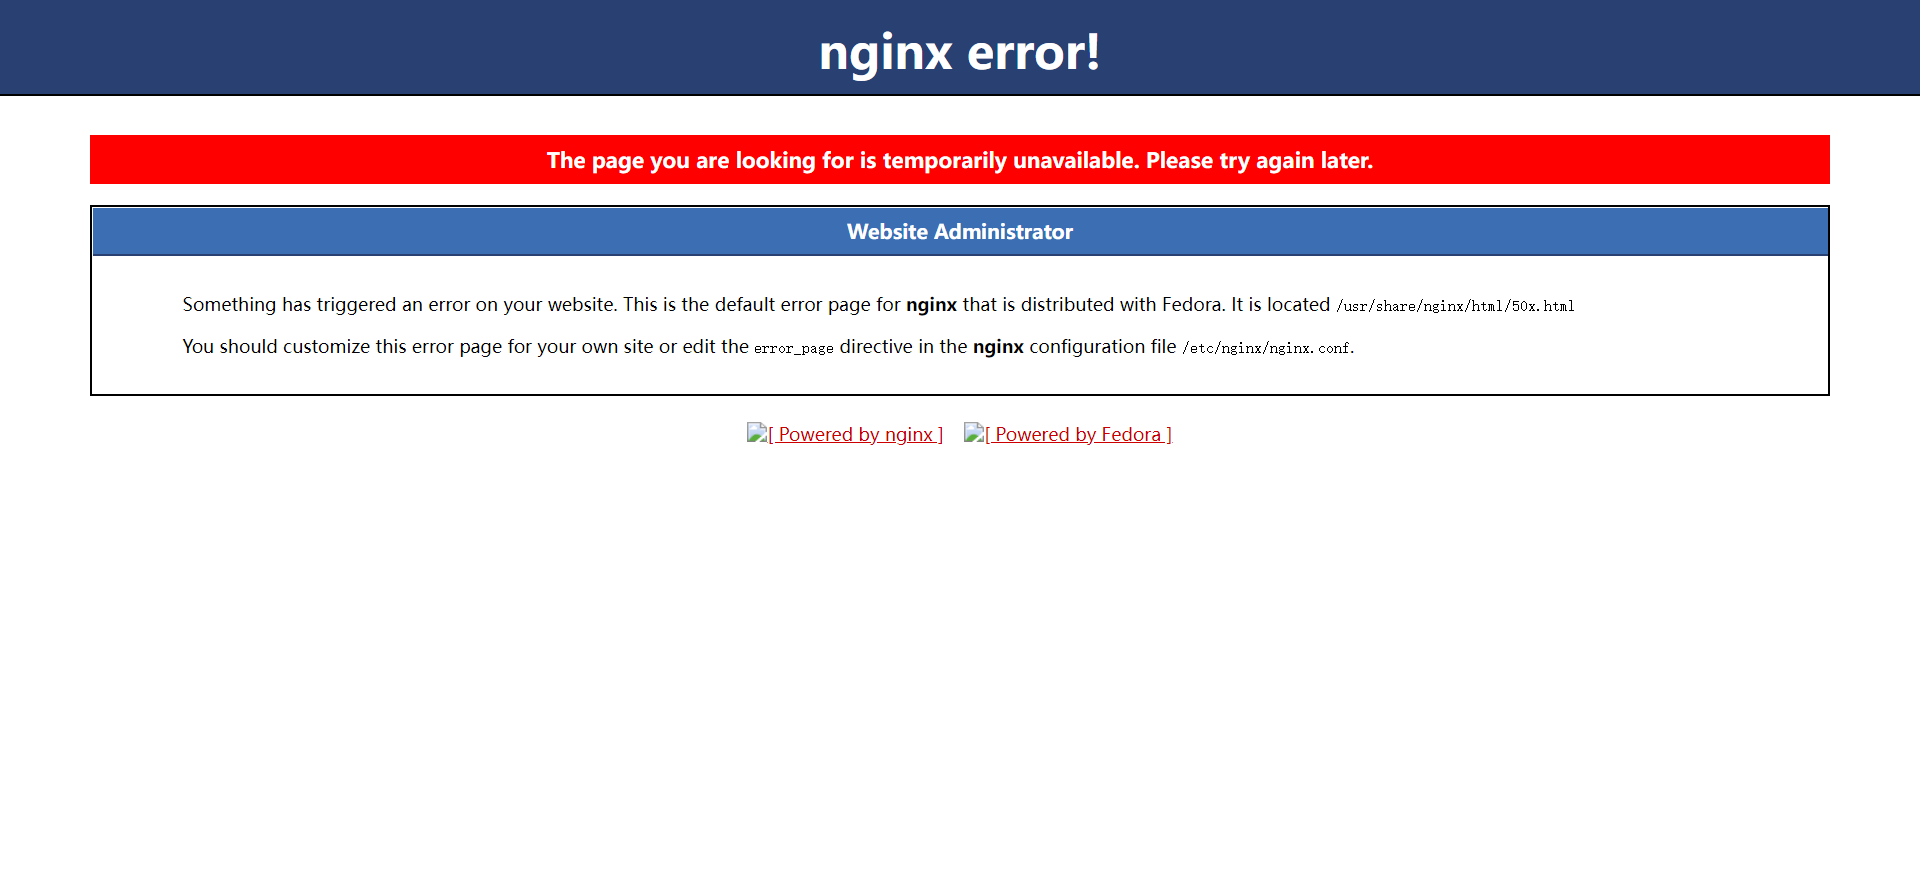 nginx error!
The page you are looking for is temporarily unavailable. Please try again later.
Website Administrator
Something has triggered an error on your website. This is the default error page for nginx that is distributed with Fedora. It is located /usr/share/nginx/html/50x.html
You should customize this error page for your own site or edit the error_page directive in the nginx configuration file /etc/nginx/nginx.conf.
[ Powered by nginx ] [ Powered by Fedora ]